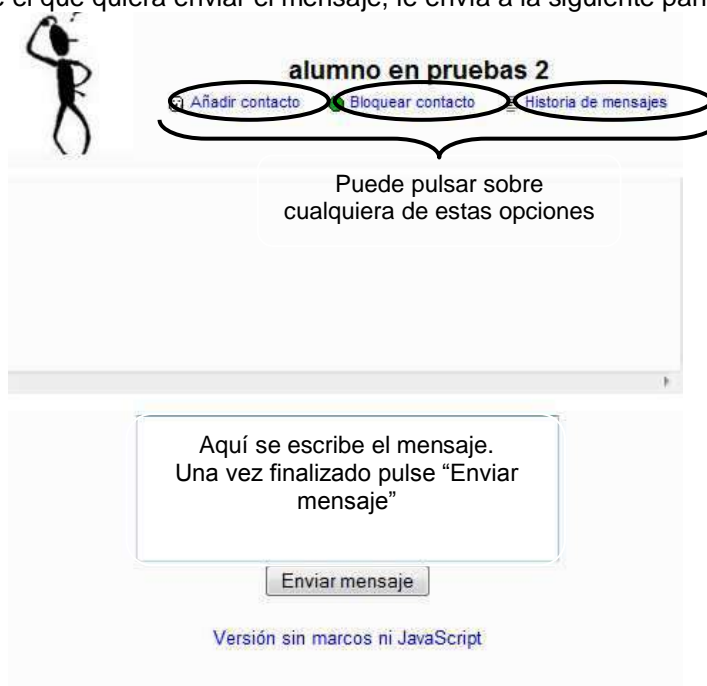 el que quiera enviar el mensaje, le envía a la siguiente
alumno en pruebas 2
Añadir contacto Bloquear contacto Historia de mensajes
Puede pulsar sobre
cualquiera de estas opciones
Aquí se escribe el mensaje.
Una vez finalizado pulse “Enviar
mensaje”
Enviar mensaje
Versión sin marcos ni JavaScript